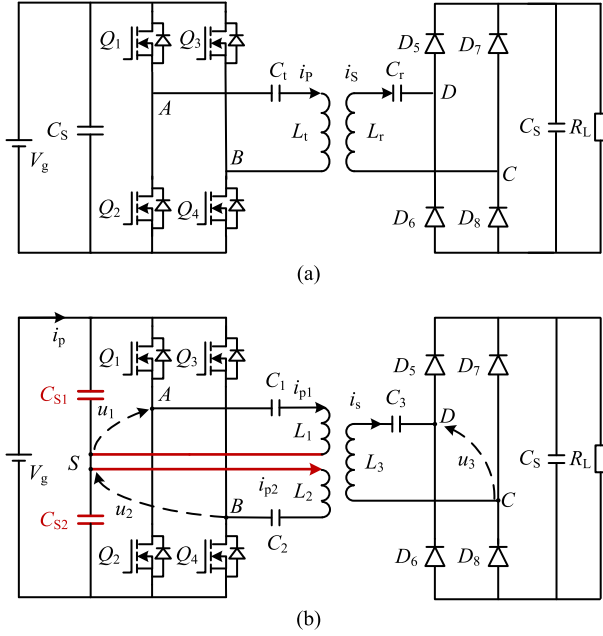 Q1 Q3 D5 D7
Ct iP iS Cr
A D
CS Lt Lr CS RL
Vg
B C
Q2 Q4 D6 D8
(a)
ip
Q1 Q3 D5 D7
CS1 A C1 ip1 is C3 D
u1 L1
S Vg L3 u3 CS RL
ip2 L2
CS2 u2 B C
C2
Q2 Q4 D6 D8
(b)